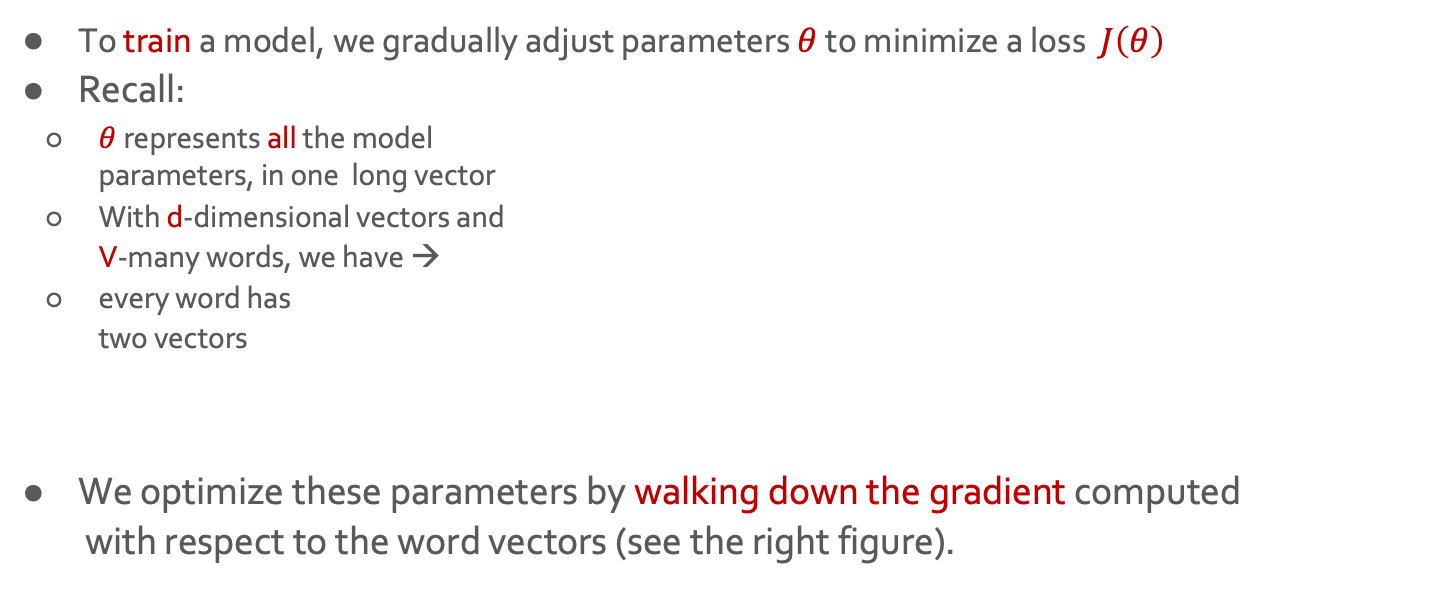 ● To train a model, we gradually adjust parameters θ to minimize a loss J(θ)
● Recall:
○ θ represents all the model
parameters, in one long vector
○ With d-dimensional vectors and
V-many words, we have →
○ every word has
two vectors
● We optimize these parameters by walking down the gradient computed
with respect to the word vectors (see the right figure).